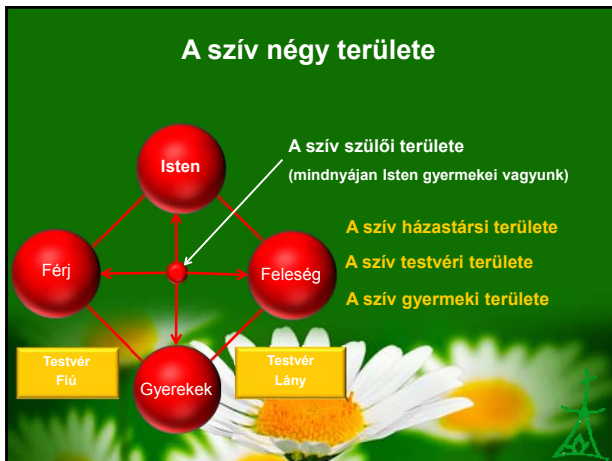 A szív négy területe
Isten
A szív szülői területe
(mindnyájan Isten gyermekei vagyunk)
A szív házastársi területe
Férj
Feleség
A szív testvéri területe
A szív gyermeki területe
Testvér
Fiú
Gyerekek
Testvér
Lány